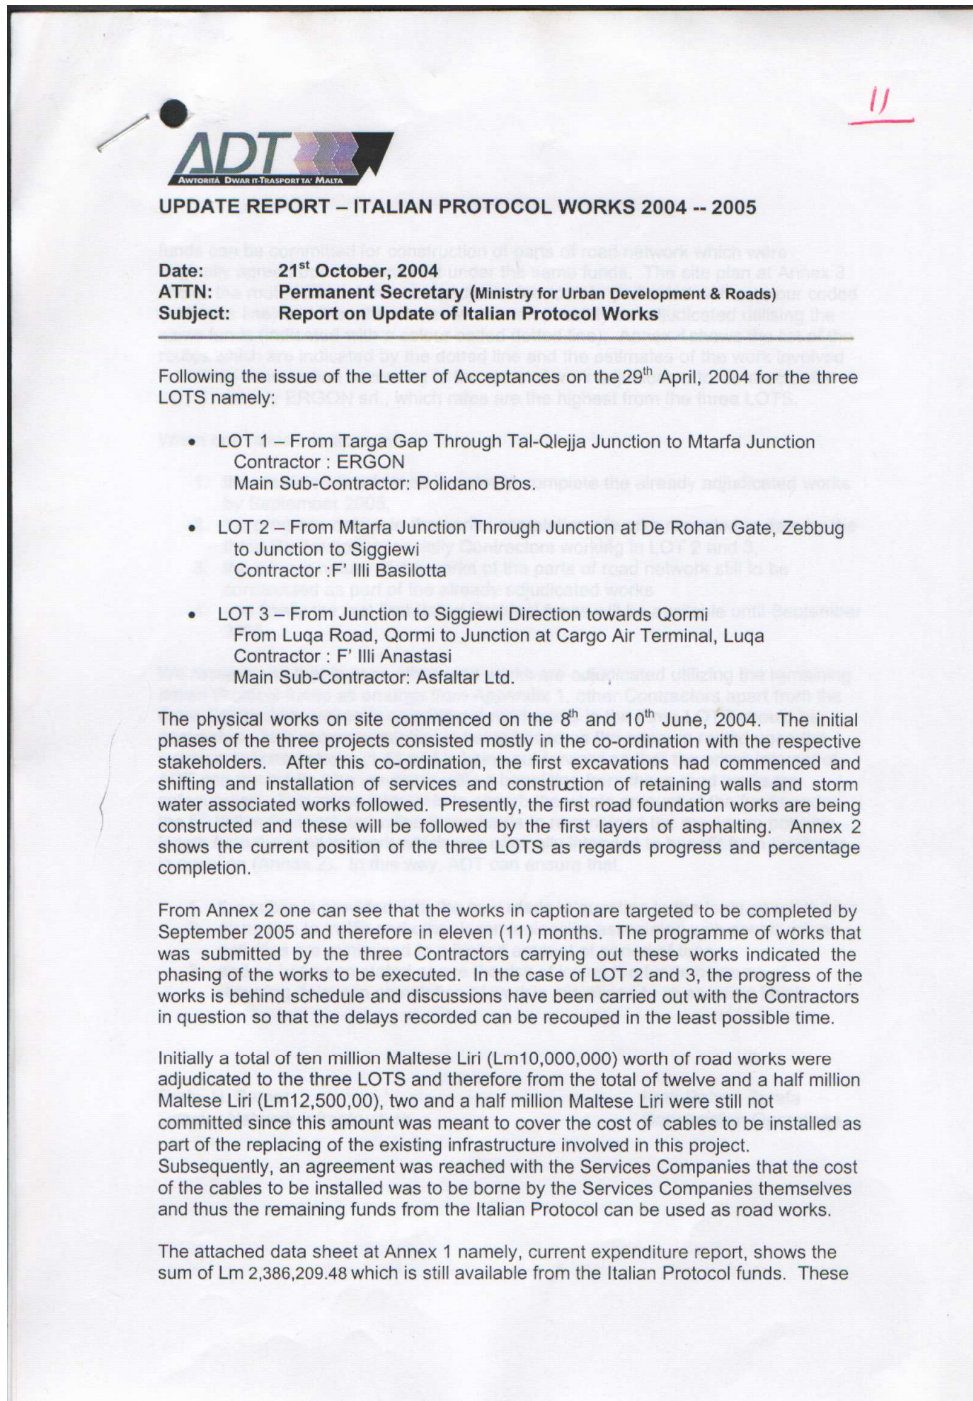 11
ADT
AWTORITÀ DWAR IT-TRASPORT TA' MALTA
UPDATE REPORT – ITALIAN PROTOCOL WORKS 2004 -- 2005
Date: 21st October, 2004
ATTN: Permanent Secretary (Ministry for Urban Development & Roads)
Subject: Report on Update of Italian Protocol Works
Following the issue of the Letter of Acceptances on the 29th April, 2004 for the three
LOTS namely:
• LOT 1 – From Targa Gap Through Tal-Qlejja Junction to Mtarfa Junction
Contractor : ERGON
Main Sub-Contractor: Polidano Bros.
• LOT 2 – From Mtarfa Junction Through Junction at De Rohan Gate, Zebbug
to Junction to Siggiewi
Contractor :F' Illi Basilotta
• LOT 3 – From Junction to Siggiewi Direction towards Qormi
From Luqa Road, Qormi to Junction at Cargo Air Terminal, Luqa
Contractor : F' Illi Anastasi
Main Sub-Contractor: Asfaltar Ltd.
The physical works on site commenced on the 8th and 10th June, 2004. The initial
phases of the three projects consisted mostly in the co-ordination with the respective
stakeholders. After this co-ordination, the first excavations had commenced and
shifting and installation of services and construction of retaining walls and storm
water associated works followed. Presently, the first road foundation works are being
constructed and these will be followed by the first layers of asphalting. Annex 2
shows the current position of the three LOTS as regards progress and percentage
completion.
From Annex 2 one can see that the works in caption are targeted to be completed by
September 2005 and therefore in eleven (11) months. The programme of works that
was submitted by the three Contractors carrying out these works indicated the
phasing of the works to be executed. In the case of LOT 2 and 3, the progress of the
works is behind schedule and discussions have been carried out with the Contractors
in question so that the delays recorded can be recouped in the least possible time.
Initially a total of ten million Maltese Liri (Lm10,000,000) worth of road works were
adjudicated to the three LOTS and therefore from the total of twelve and a half million
Maltese Liri (Lm12,500,00), two and a half million Maltese Liri were still not
committed since this amount was meant to cover the cost of cables to be installed as
part of the replacing of the existing infrastructure involved in this project.
Subsequently, an agreement was reached with the Services Companies that the cost
of the cables to be installed was to be borne by the Services Companies themselves
and thus the remaining funds from the Italian Protocol can be used as road works.
The attached data sheet at Annex 1 namely, current expenditure report, shows the
sum of Lm 2,386,209.48 which is still available from the Italian Protocol funds. These